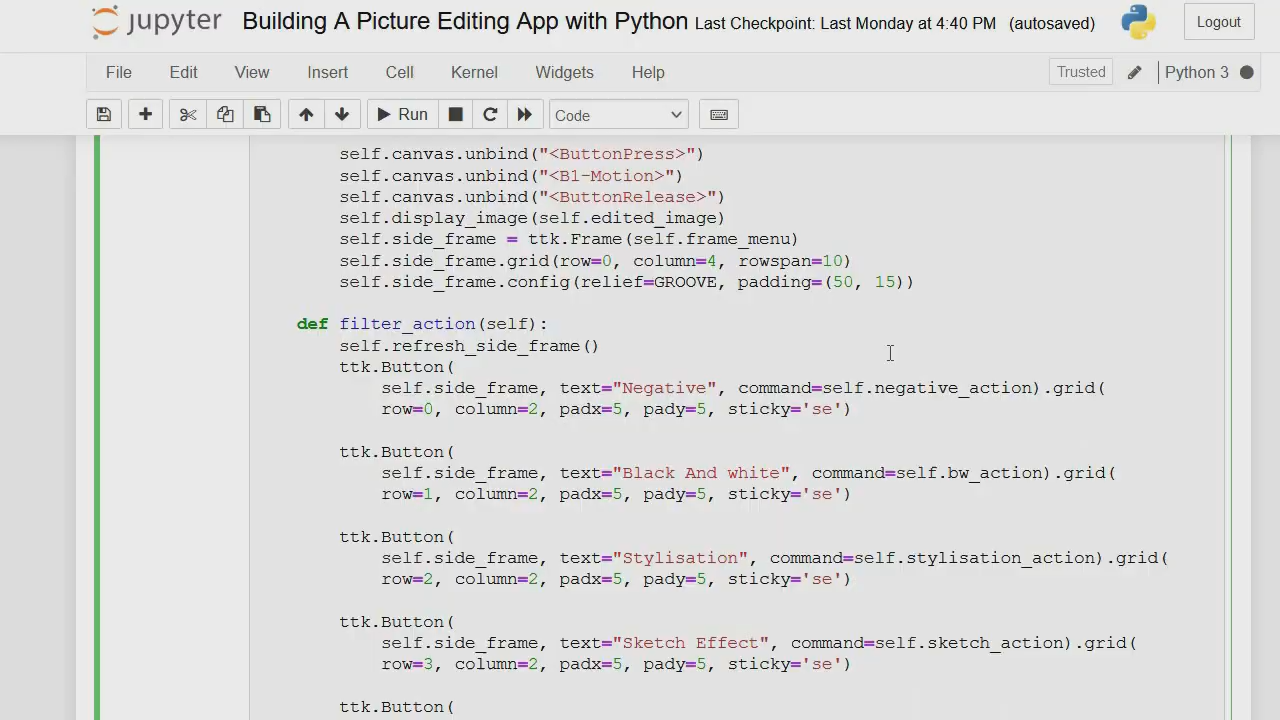 jupyter Building A Picture Editing App with Python Last Checkpoint: Last Monday at 4:40 PM (autosaved) Logout
File Edit View Insert Cell Kernel Widgets Help Trusted Python 3
Run Code
self.canvas.unbind("<ButtonPress>")
self.canvas.unbind("<B1-Motion>")
self.canvas.unbind("<ButtonRelease>")
self.display_image(self.edited_image)
self.side_frame = ttk.Frame(self.frame_menu)
self.side_frame.grid(row=0, column=4, rowspan=10)
self.side_frame.config(relief=GROOVE, padding=(50, 15))
def filter_action(self):
self.refresh_side_frame()
ttk.Button(
self.side_frame, text="Negative", command=self.negative_action).grid(
row=0, column=2, padx=5, pady=5, sticky='se')
ttk.Button(
self.side_frame, text="Black And white", command=self.bw_action).grid(
row=1, column=2, padx=5, pady=5, sticky='se')
ttk.Button(
self.side_frame, text="Stylisation", command=self.stylisation_action).grid(
row=2, column=2, padx=5, pady=5, sticky='se')
ttk.Button(
self.side_frame, text="Sketch Effect", command=self.sketch_action).grid(
row=3, column=2, padx=5, pady=5, sticky='se')
ttk.Button(